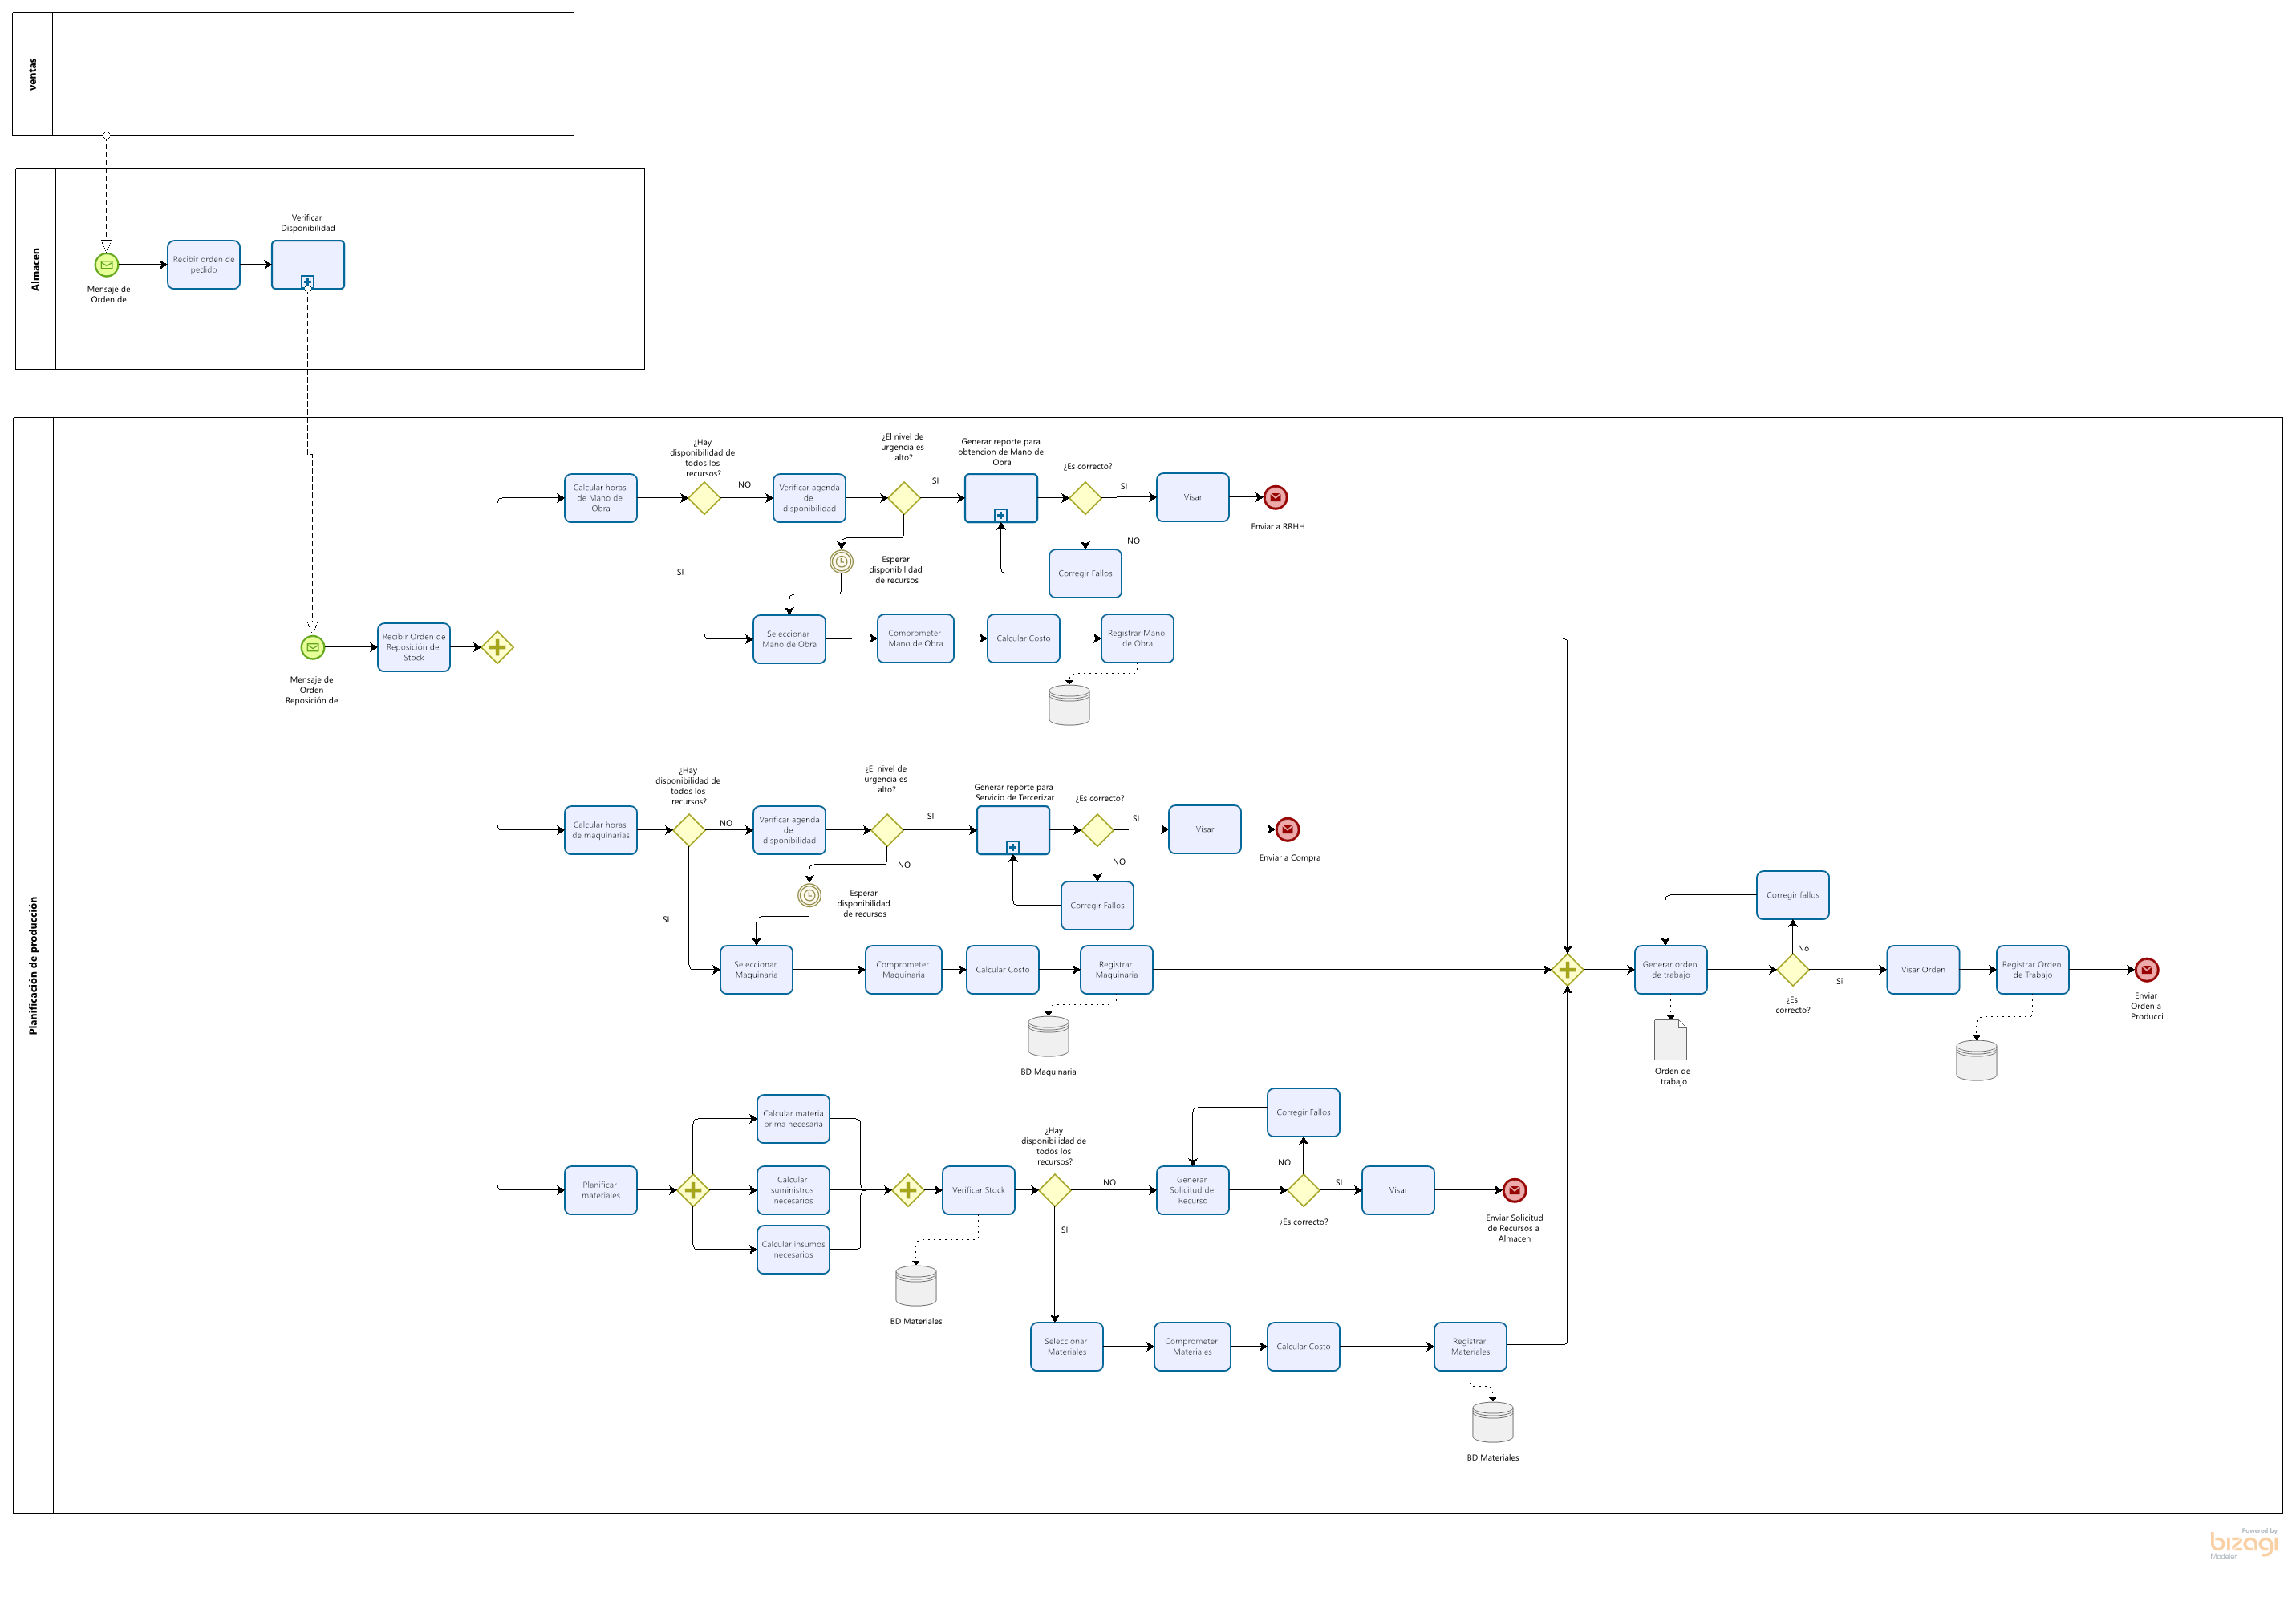 ventas
Almacen
Verificar
Disponibilidad
Recibir orden de
pedido
Mensaje de
Orden de
Planificación de producción
Mensaje de
Orden
Reposición de
Recibir Orden de
Reposición de
Stock
Calcular horas
de Mano de
Obra
¿Hay
disponibilidad de
todos los
recursos?
NO
SI
Verificar agenda
de
disponibilidad
¿El nivel de
urgencia es
alto?
SI
Esperar
disponibilidad
de recursos
Generar reporte para
obtencion de Mano de
Obra
¿Es correcto?
SI
NO
Visar
Enviar a RRHH
Corregir Fallos
Seleccionar
Mano de Obra
Comprometer
Mano de Obra
Calcular Costo
Registrar Mano
de Obra
Calcular horas
de maquinarias
¿Hay
disponibilidad de
todos los
recursos?
NO
SI
Verificar agenda
de
disponibilidad
¿El nivel de
urgencia es
alto?
SI
NO
Esperar
disponibilidad
de recursos
Generar reporte para
Servicio de Tercerizar
¿Es correcto?
SI
NO
Visar
Enviar a Compra
Corregir Fallos
Seleccionar
Maquinaria
Comprometer
Maquinaria
Calcular Costo
Registrar
Maquinaria
BD Maquinaria
Generar orden
de trabajo
Orden de
trabajo
Corregir fallos
No
¿Es
correcto?
Si
Visar Orden
Registrar Orden
de Trabajo
Enviar
Orden a
Producci
Planificar
materiales
Calcular materia
prima necesaria
Calcular
suministros
necesarios
Calcular insumos
necesarios
Verificar Stock
BD Materiales
¿Hay
disponibilidad de
todos los
recursos?
NO
SI
Generar
Solicitud de
Recurso
Corregir Fallos
NO
¿Es correcto?
SI
Visar
Enviar Solicitud
de Recursos a
Almacen
Seleccionar
Materiales
Comprometer
Materiales
Calcular Costo
Registrar
Materiales
BD Materiales
Powered by
bizagi
Modeler